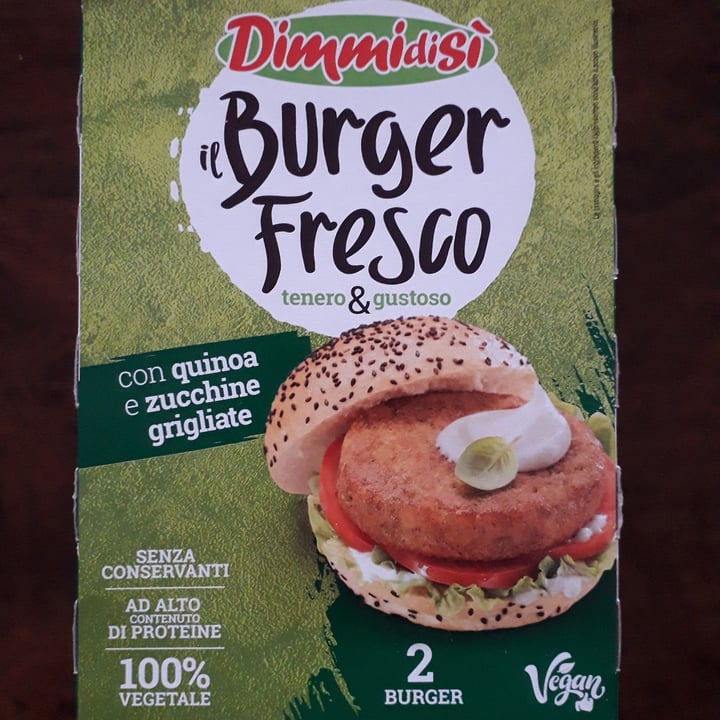 DimmidiSì
il Burger
Fresco
tenero & gustoso
con quinoa
e zucchine
grigliate
SENZA
CONSERVANTI
AD ALTO
CONTENUTO
DI PROTEINE
100%
VEGETALE
2
BURGER
Vegan